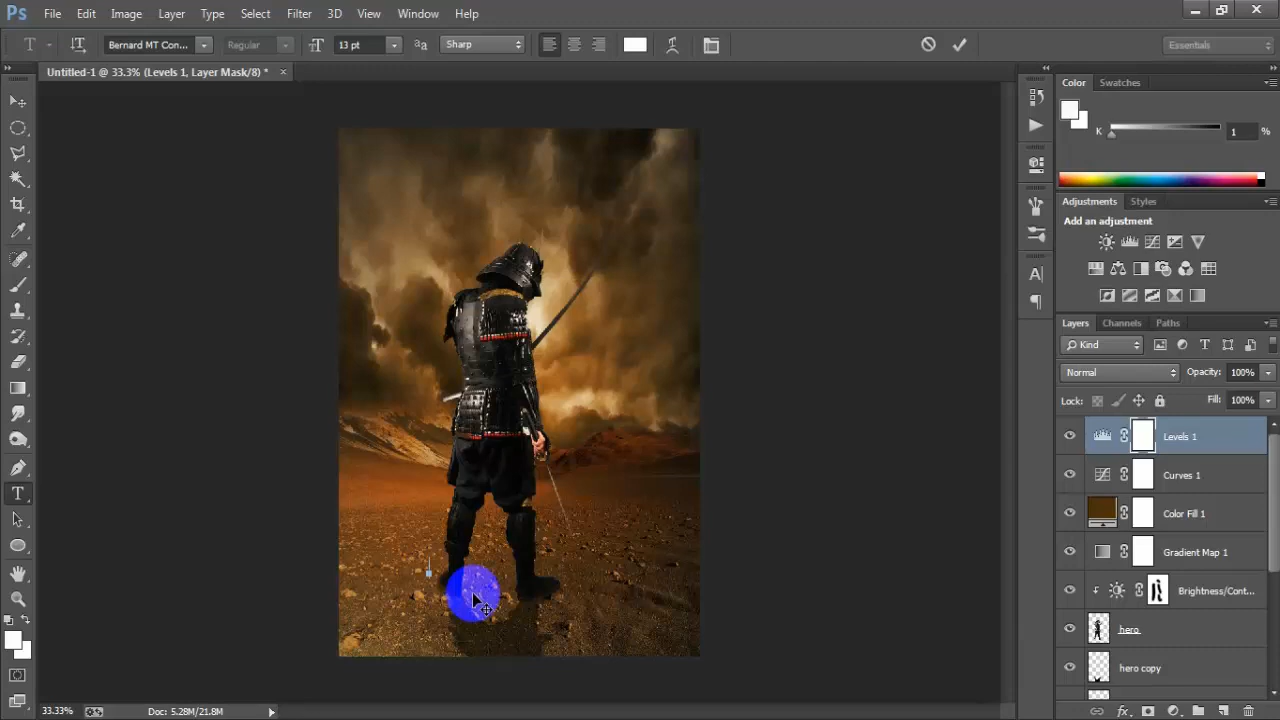 Ps File Edit Image Layer Type Select Filter 3D View Window Help
T Bernard MT Con... Regular 13 pt Sharp Essentials
Untitled-1 @ 33.3% (Levels 1, Layer Mask/8) *
Color Swatches
K 1 %
Adjustments Styles
Add an adjustment
Layers Channels Paths
Kind
Normal Opacity: 100%
Lock: Fill: 100%
Levels 1
Curves 1
Color Fill 1
Gradient Map 1
Brightness/Cont...
hero
hero copy
33.33% Doc: 5.28M/21.8M